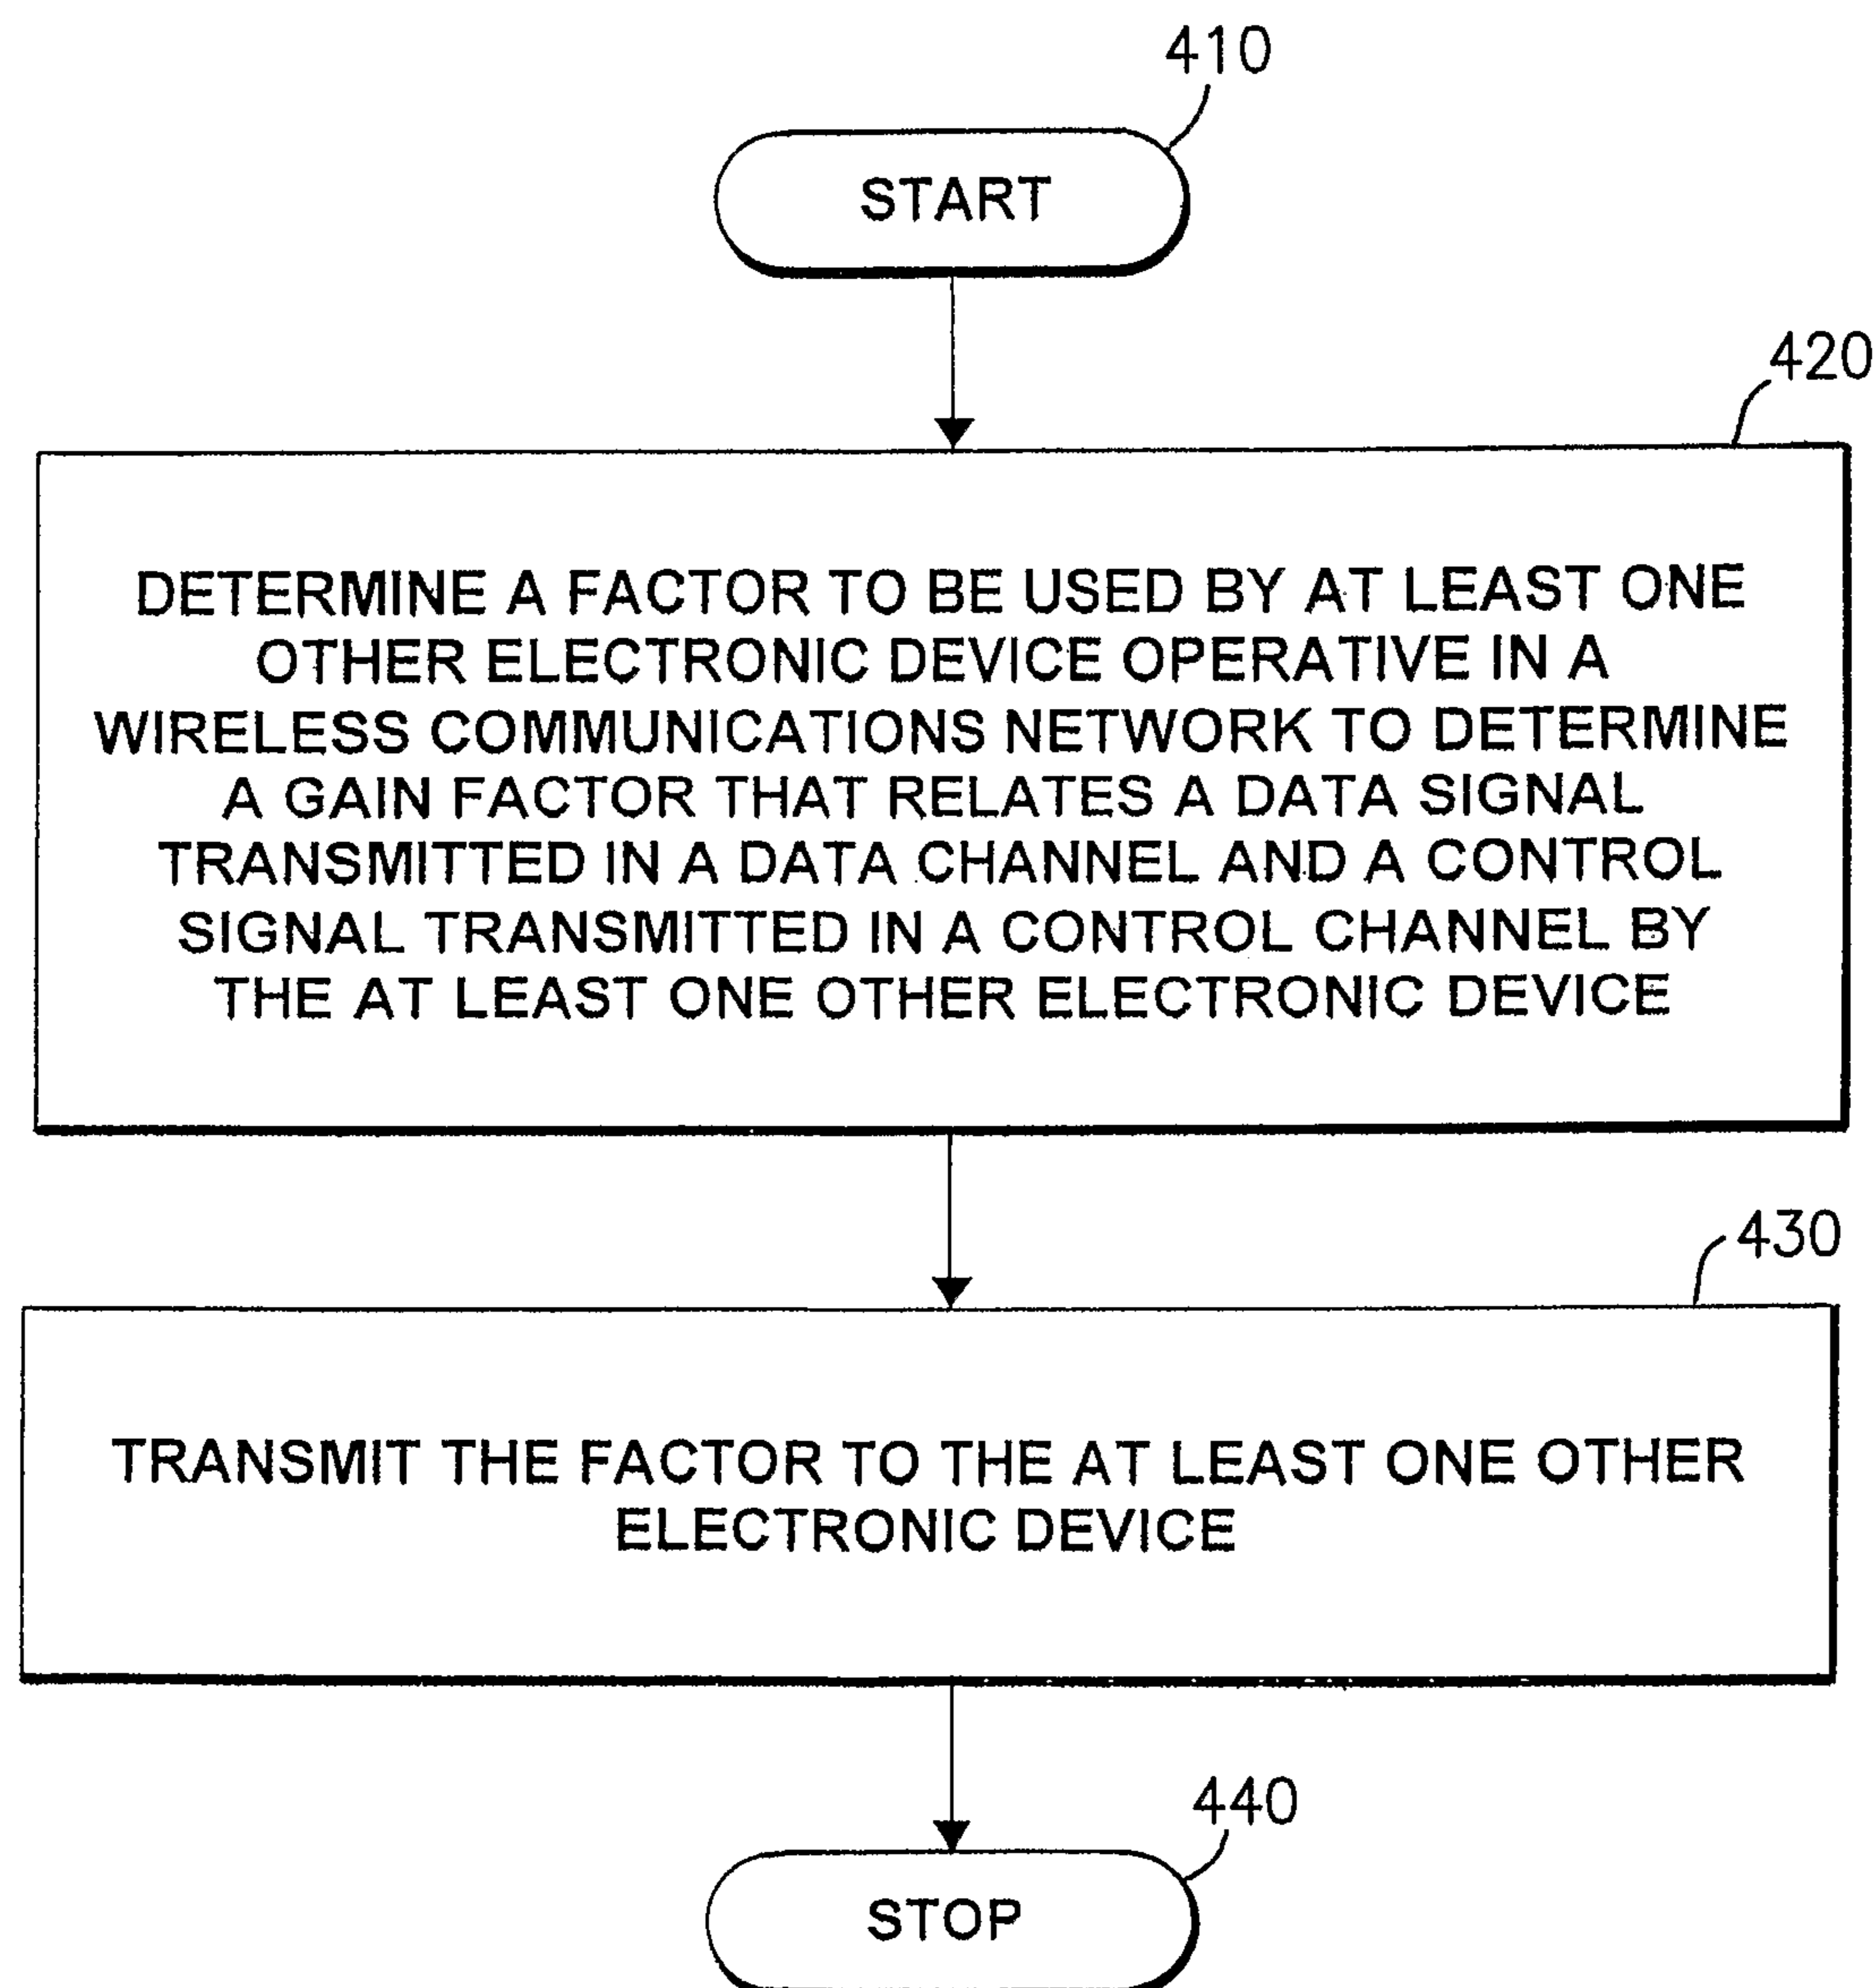 410
START
420
DETERMINE A FACTOR TO BE USED BY AT LEAST ONE
OTHER ELECTRONIC DEVICE OPERATIVE IN A
WIRELESS COMMUNICATIONS NETWORK TO DETERMINE
A GAIN FACTOR THAT RELATES A DATA SIGNAL
TRANSMITTED IN A DATA CHANNEL AND A CONTROL
SIGNAL TRANSMITTED IN A CONTROL CHANNEL BY
THE AT LEAST ONE OTHER ELECTRONIC DEVICE
430
TRANSMIT THE FACTOR TO THE AT LEAST ONE OTHER
ELECTRONIC DEVICE
440
STOP